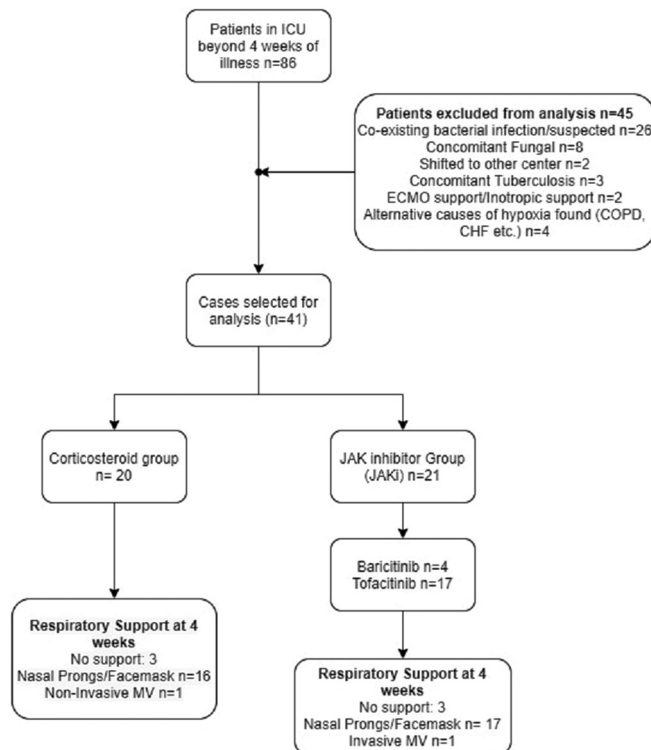 Patients in ICU
beyond 4 weeks of
illness n=86
Patients excluded from analysis n=45
Co-existing bacterial infection/suspected n=26
Concomitant Fungal n=8
Shifted to other center n=2
Concomitant Tuberculosis n=3
ECMO support/Inotropic support n=2
Alternative causes of hypoxia found (COPD,
CHF etc.) n=4
Cases selected for
analysis (n=41)
Corticosteroid group
n= 20
JAK inhibitor Group
(JAKi) n=21
Baricitinib n=4
Tofacitinib n=17
Respiratory Support at 4
weeks
No support: 3
Nasal Prongs/Facemask n=16
Non-Invasive MV n=1
Respiratory Support at 4
weeks
No support: 3
Nasal Prongs/Facemask n= 17
Invasive MV n=1